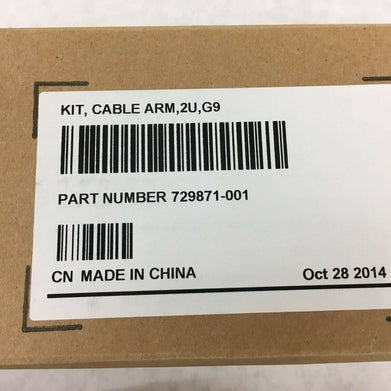 KIT, CABLE ARM,2U,G9
PART NUMBER 729871-001
CN MADE IN CHINA
Oct 28 2014